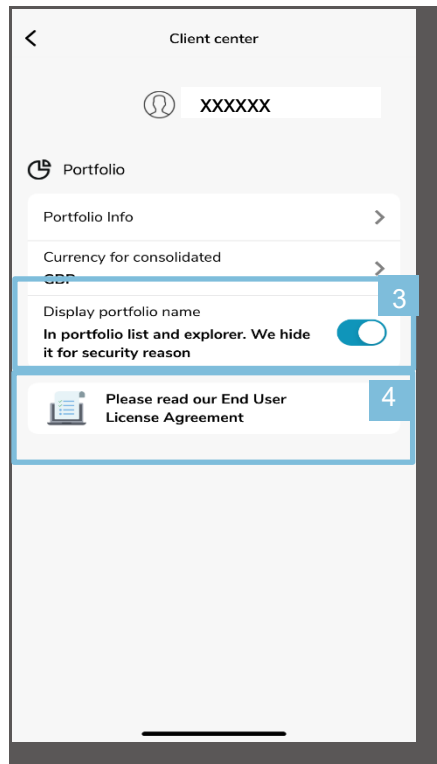 Client center
XXXXXX
Portfolio
Portfolio Info
Currency for consolidated
GBP
3
Display portfolio name
In portfolio list and explorer. We hide
it for security reason
4
Please read our End User
License Agreement